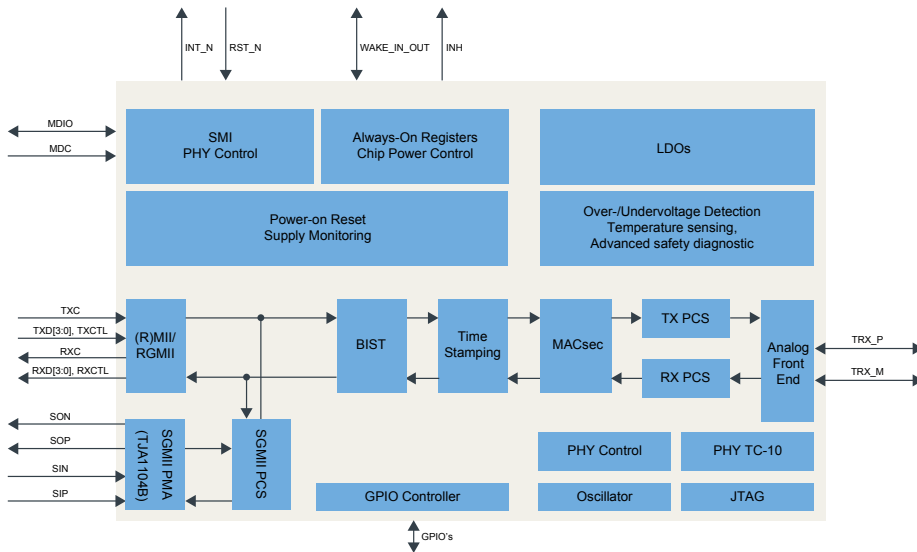 INT_N
RST_N
WAKE_IN_OUT
INH
MDIO
MDC
SMI
PHY Control
Always-On Registers
Chip Power Control
LDOs
Power-on Reset
Supply Monitoring
Over-/Undervoltage Detection
Temperature sensing,
Advanced safety diagnostic
TXC
TXD[3:0], TXCTL
RXC
RXD[3:0], RXCTL
(R)MII/
RGMII
BIST
Time
Stamping
MACsec
TX PCS
RX PCS
Analog
Front
End
TRX_P
TRX_M
SON
SOP
SIN
SIP
SGMII PMA
(TJA1104B)
SGMII PCS
PHY Control
PHY TC-10
GPIO Controller
Oscillator
JTAG
GPIO's